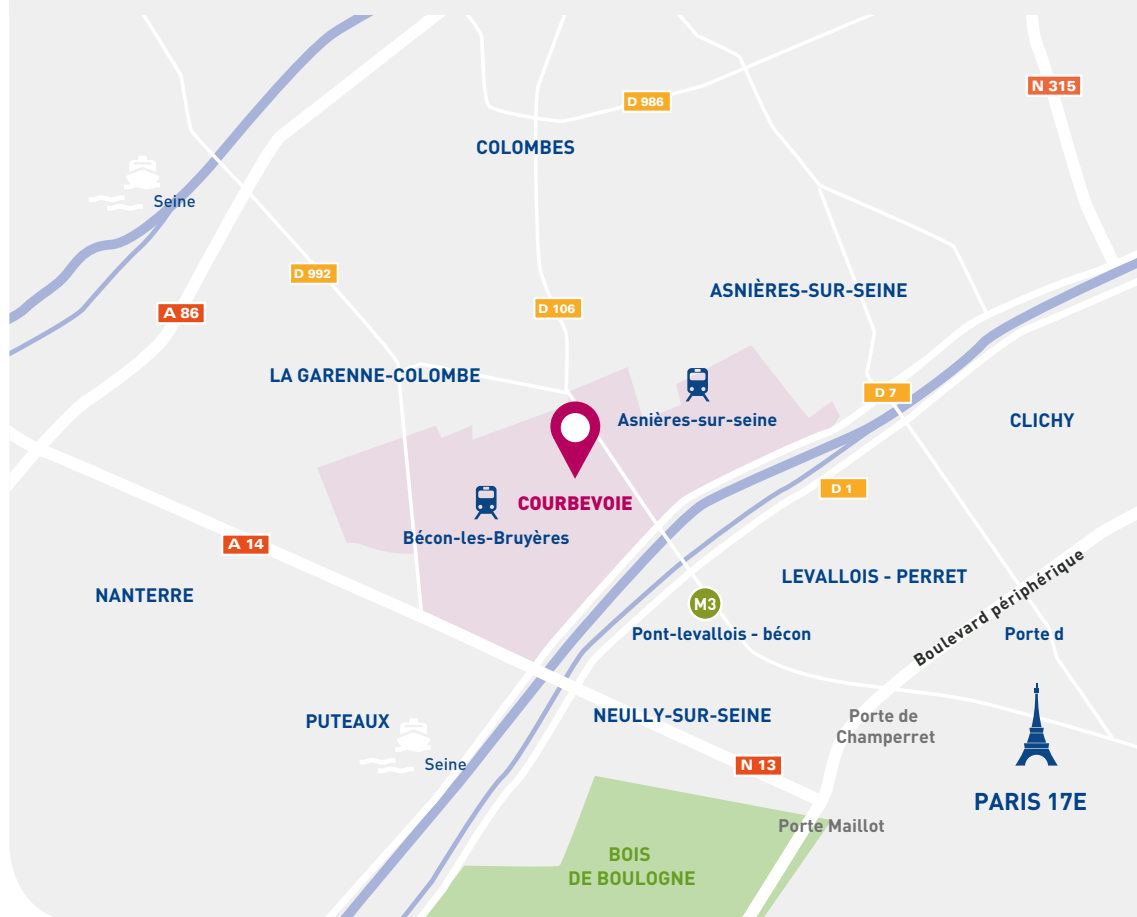 N 315
D 986
COLOMBES
Seine
D 992
ASNIÈRES-SUR-SEINE
D 106
A 86
LA GARENNE-COLOMBE
D 7
Asnières-sur-seine
CLICHY
D 1
COURBEVOIE
Bécon-les-Bruyères
A 14
LEVALLOIS - PERRET
NANTERRE
M3
Boulevard périphérique
Pont-levallois - bécon
Porte d
PUTEAUX
NEULLY-SUR-SEINE
Porte de
Champerret
Seine
N 13
PARIS 17E
Porte Maillot
BOIS
DE BOULOGNE